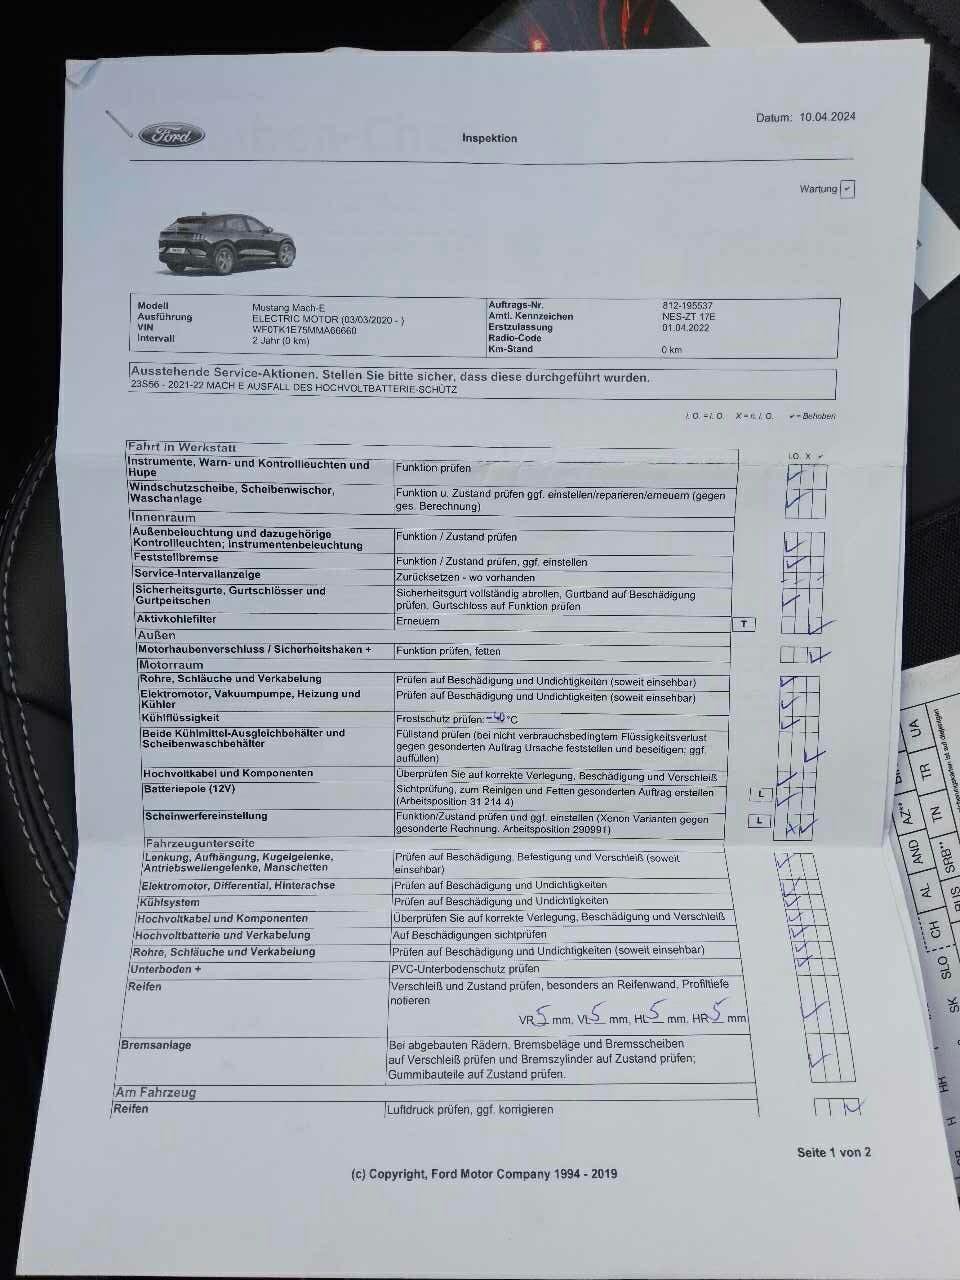 Ford
Inspektion
Datum: 10.04.2024
Wartung ✓
Modell Mustang Mach-E
Ausführung ELECTRIC MOTOR (03/03/2020 - )
VIN WF0TK1E75MMA66660
Intervall 2 Jahr (0 km)
Auftrags-Nr. 812-195537
Amtl. Kennzeichen NES-ZT 17E
Erstzulassung 01.04.2022
Radio-Code
Km-Stand 0 km
Ausstehende Service-Aktionen. Stellen Sie bitte sicher, dass diese durchgeführt wurden.
23S56 - 2021-22 MACH E AUSFALL DES HOCHVOLTBATTERIE-SCHÜTZ
i. O. = i. O. X = n. i. O. ✓ = Behoben
Fahrt in Werkstatt i.O. X ✓
Instrumente, Warn- und Kontrollleuchten und Funktion prüfen
Hupe
Windschutzscheibe, Scheibenwischer, Funktion u. Zustand prüfen ggf. einstellen/reparieren/erneuern (gegen
Waschanlage ges. Berechnung)
Innenraum
Außenbeleuchtung und dazugehörige Funktion / Zustand prüfen
Kontrollleuchten; Instrumentenbeleuchtung
Feststellbremse Funktion / Zustand prüfen, ggf. einstellen
Service-Intervallanzeige Zurücksetzen - wo vorhanden
Sicherheitsgurte, Gurtschlösser und Sicherheitsgurt vollständig abrollen, Gurtband auf Beschädigung
Gurtpeitschen prüfen, Gurtschloss auf Funktion prüfen
Aktivkohlefilter Erneuern T
Außen
Motorhaubenverschluss / Sicherheitshaken + Funktion prüfen, fetten
Motorraum
Rohre, Schläuche und Verkabelung Prüfen auf Beschädigung und Undichtigkeiten (soweit einsehbar)
Elektromotor, Vakuumpumpe, Heizung und Prüfen auf Beschädigung und Undichtigkeiten (soweit einsehbar)
Kühler
Kühlflüssigkeit Frostschutz prüfen: -40 °C
Beide Kühlmittel-Ausgleichbehälter und Füllstand prüfen (bei nicht verbrauchsbedingtem Flüssigkeitsverlust
Scheibenwaschbehälter gegen gesonderten Auftrag Ursache feststellen und beseitigen; ggf.
auffüllen)
Hochvoltkabel und Komponenten Überprüfen Sie auf korrekte Verlegung, Beschädigung und Verschleiß
Batteriepole (12V) Sichtprüfung, zum Reinigen und Fetten gesonderten Auftrag erstellen L
(Arbeitsposition 31 214 4)
Scheinwerfereinstellung Funktion/Zustand prüfen und ggf. einstellen (Xenon Varianten gegen L
gesonderte Rechnung. Arbeitsposition 290991)
Fahrzeugunterseite
Lenkung, Aufhängung, Kugelgelenke, Prüfen auf Beschädigung, Befestigung und Verschleiß (soweit
Antriebswellengelenke, Manschetten einsehbar)
Elektromotor, Differential, Hinterachse Prüfen auf Beschädigung und Undichtigkeiten
Kühlsystem Prüfen auf Beschädigung und Undichtigkeiten
Hochvoltkabel und Komponenten Überprüfen Sie auf korrekte Verlegung, Beschädigung und Verschleiß
Hochvoltbatterie und Verkabelung Auf Beschädigungen sichtprüfen
Rohre, Schläuche und Verkabelung Prüfen auf Beschädigung und Undichtigkeiten (soweit einsehbar)
Unterboden + PVC-Unterbodenschutz prüfen
Reifen Verschleiß und Zustand prüfen, besonders an Reifenwand, Profiltiefe
notieren
VR 5 mm, VL 5 mm, HL 5 mm, HR 5 mm
Bremsanlage Bei abgebauten Rädern. Bremsbeläge und Bremsscheiben
auf Verschleiß prüfen und Bremszylinder auf Zustand prüfen;
Gummibauteile auf Zustand prüfen.
Am Fahrzeug
Reifen Luftdruck prüfen, ggf. korrigieren
Seite 1 von 2
(c) Copyright, Ford Motor Company 1994 - 2019
UA
TR
AZ**
TN
AND
SRB**
AL
CH
SLO
SK
HH
H